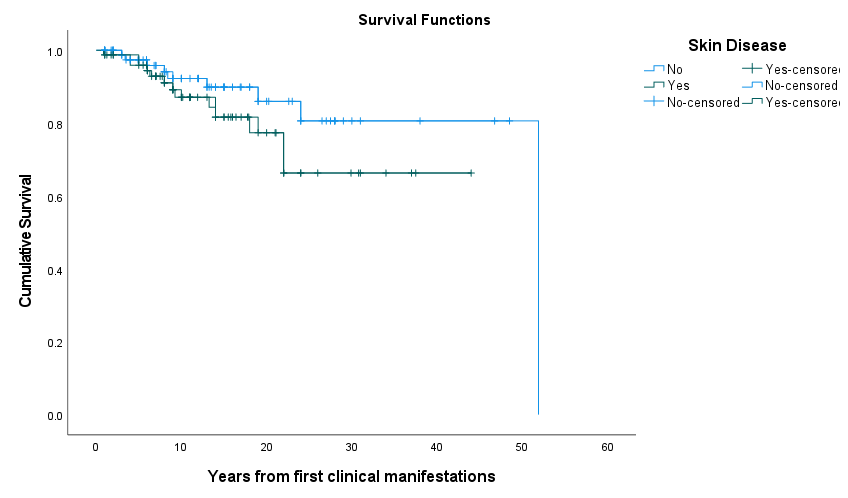 Survival Functions
Skin Disease
No
Yes
No-censored
Yes-censore
No-censored
Yes-censore
Cumulative Survival
1.0
0.8
0.6
0.4
0.2
0.0
0 10 20 30 40 50 60
Years from first clinical manifestations